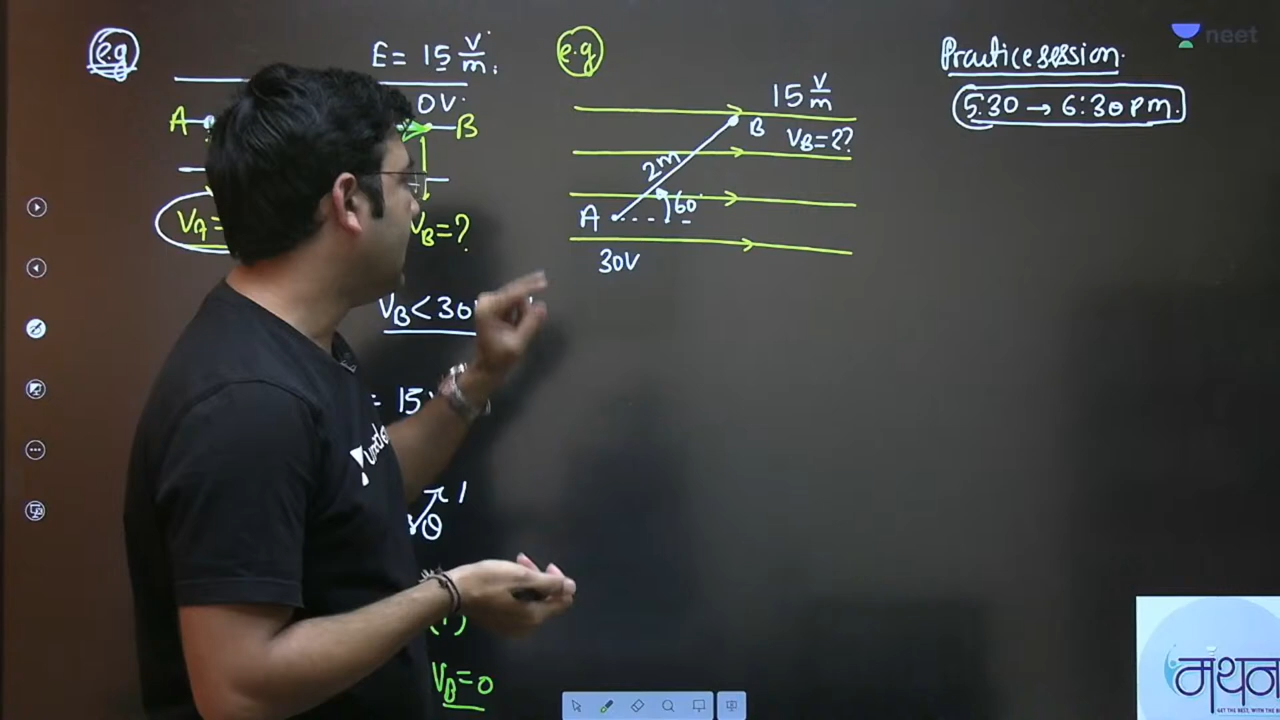 e.g
E = 15 V/m
0V
A
B
VA=
VB=?
VB < 30
= 15
θ
VB = 0
e.g
15 V/m
B
VB=??
2m
60
A
30V
Practice session.
5:30 → 6:30 pm.
neet
मंथन